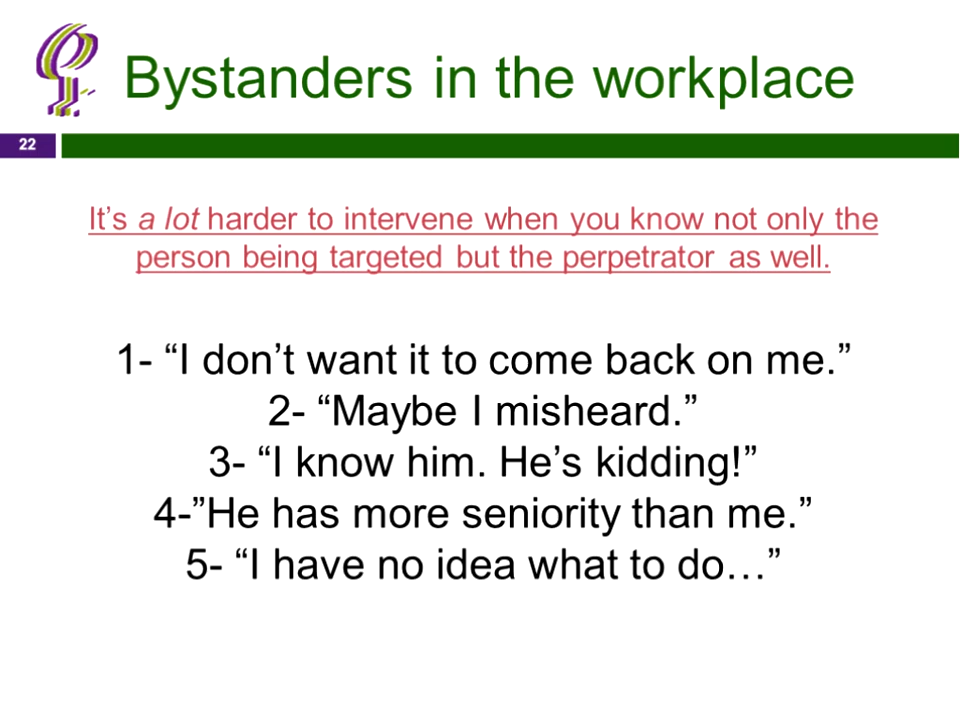 Bystanders in the workplace
22
It’s a lot harder to intervene when you know not only the
person being targeted but the perpetrator as well.
1- “I don’t want it to come back on me.”
2- “Maybe I misheard.”
3- “I know him. He’s kidding!”
4-”He has more seniority than me.”
5- “I have no idea what to do…”